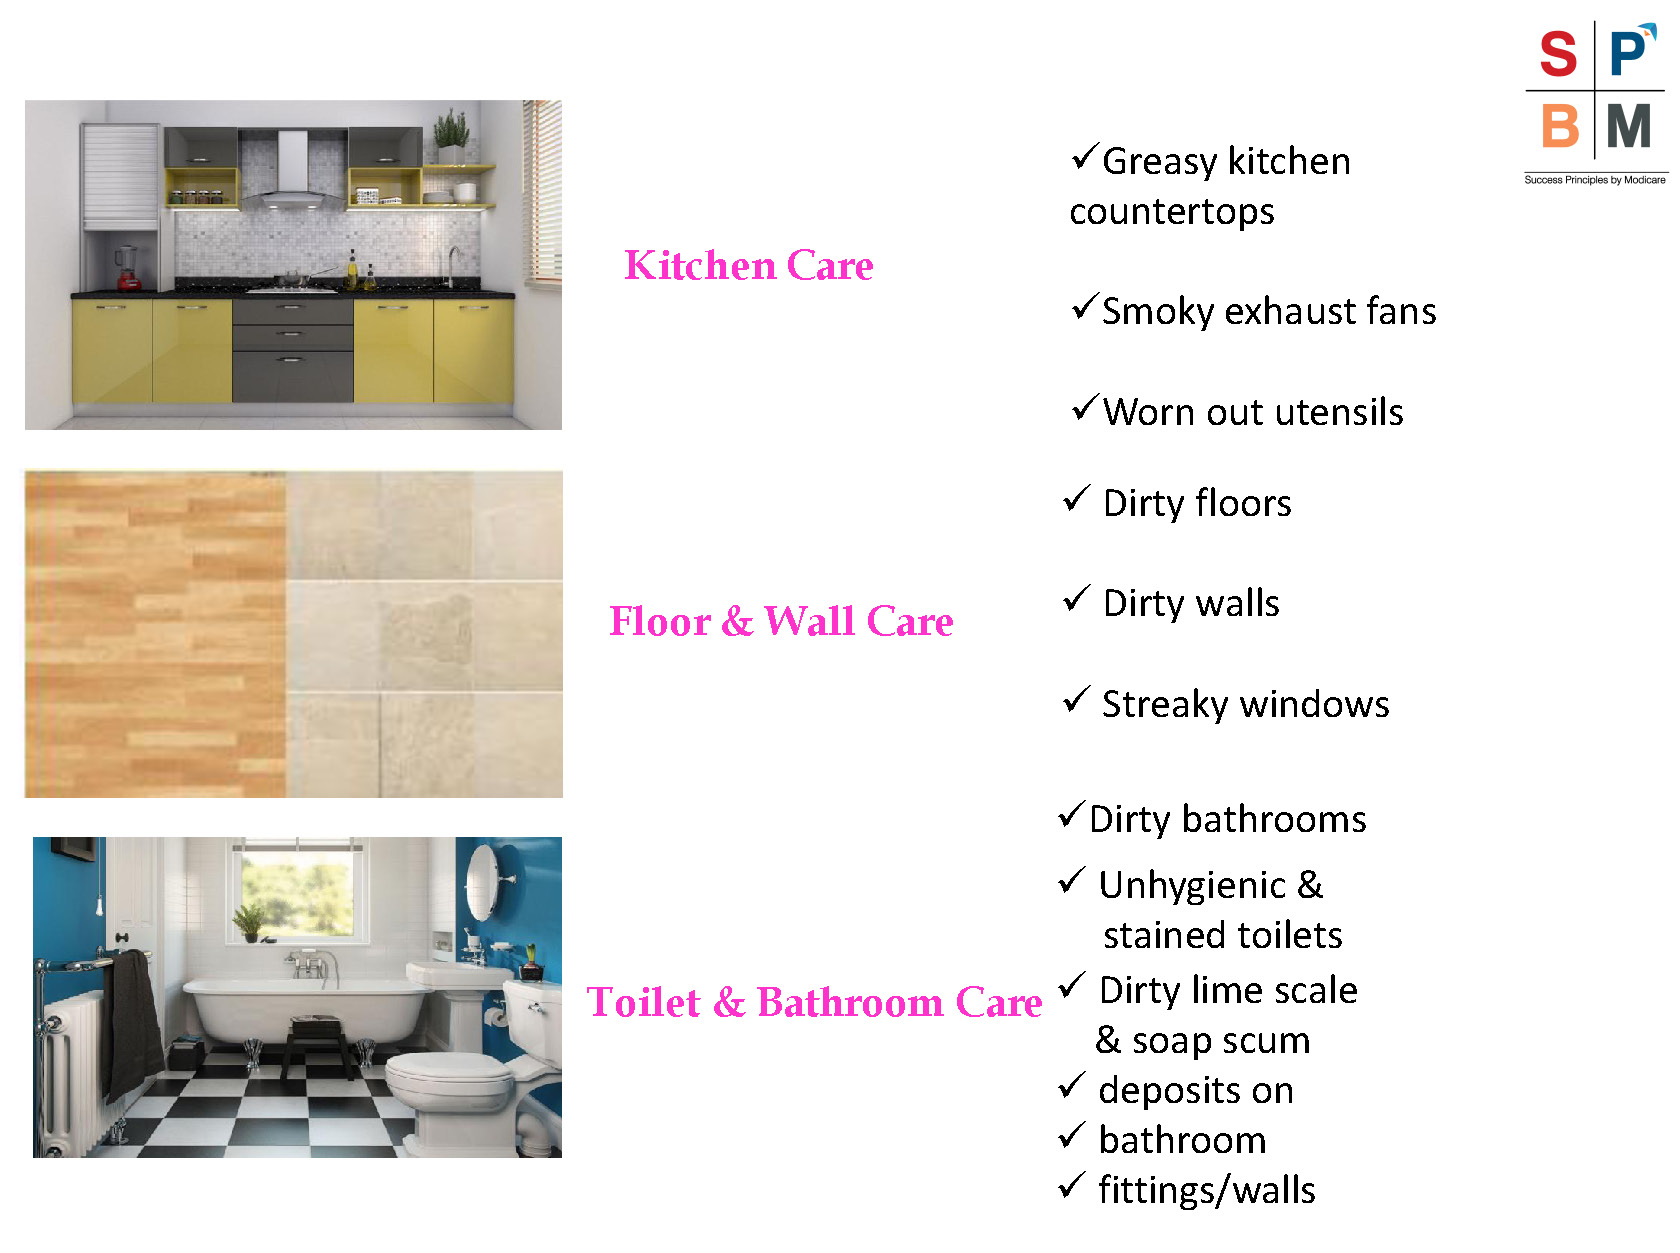 S P
B M
Success Principles by Modicare
Kitchen Care
✓Greasy kitchen
countertops
✓Smoky exhaust fans
✓Worn out utensils
Floor & Wall Care
✓ Dirty floors
✓ Dirty walls
✓ Streaky windows
Toilet & Bathroom Care
✓Dirty bathrooms
✓ Unhygienic &
stained toilets
✓ Dirty lime scale
& soap scum
✓ deposits on
✓ bathroom
✓ fittings/walls